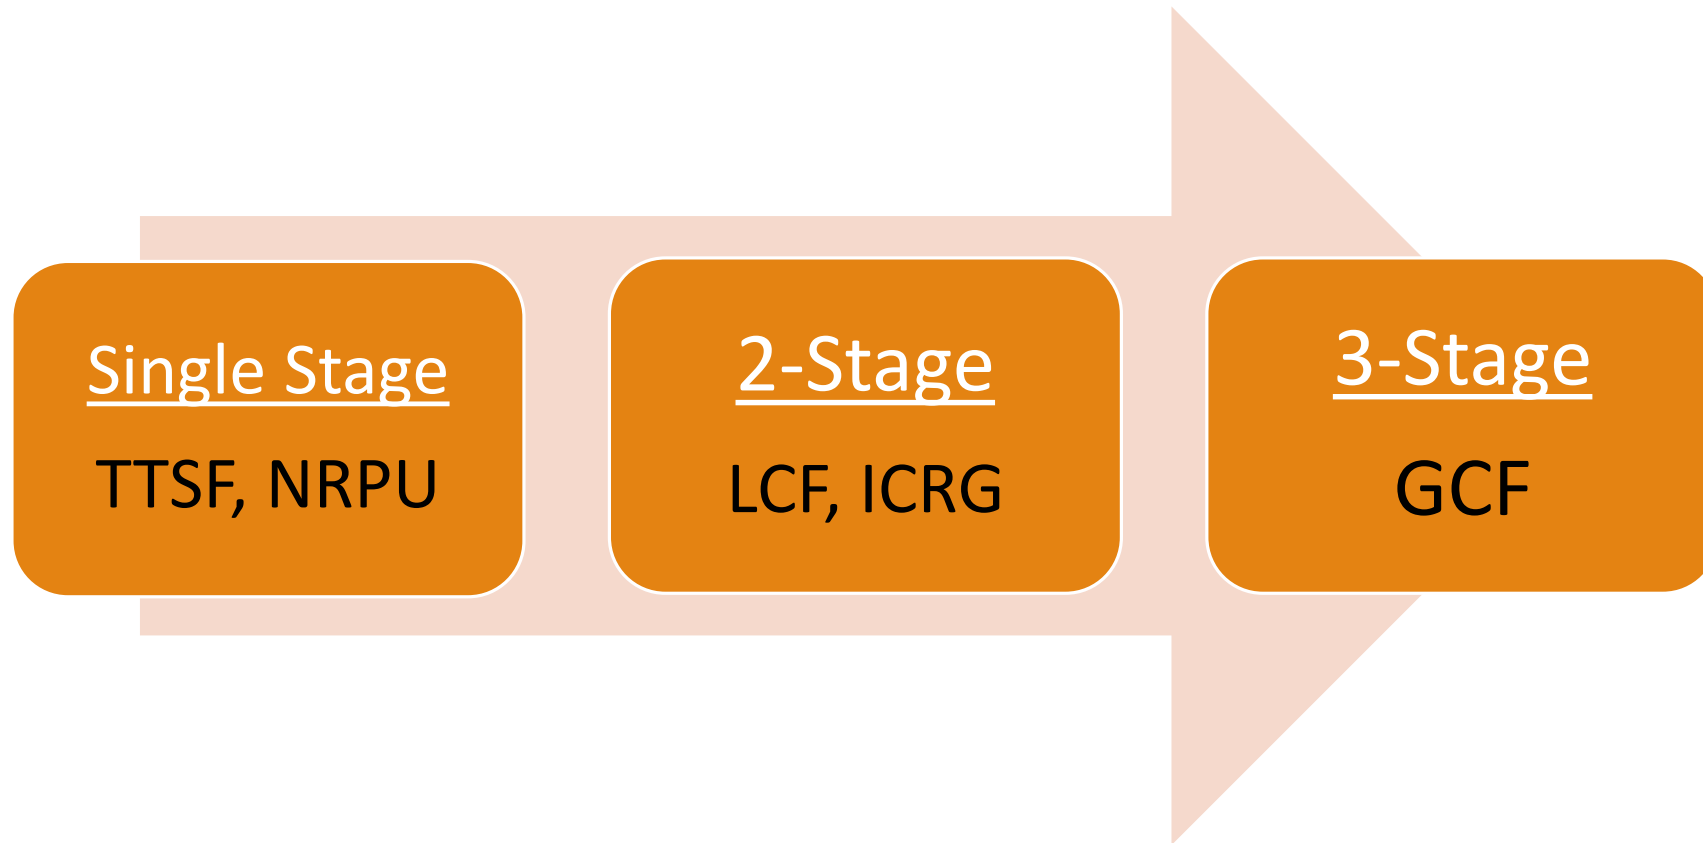 Single Stage
TTSF, NRPU
2-Stage
LCF, ICRG
3-Stage
GCF